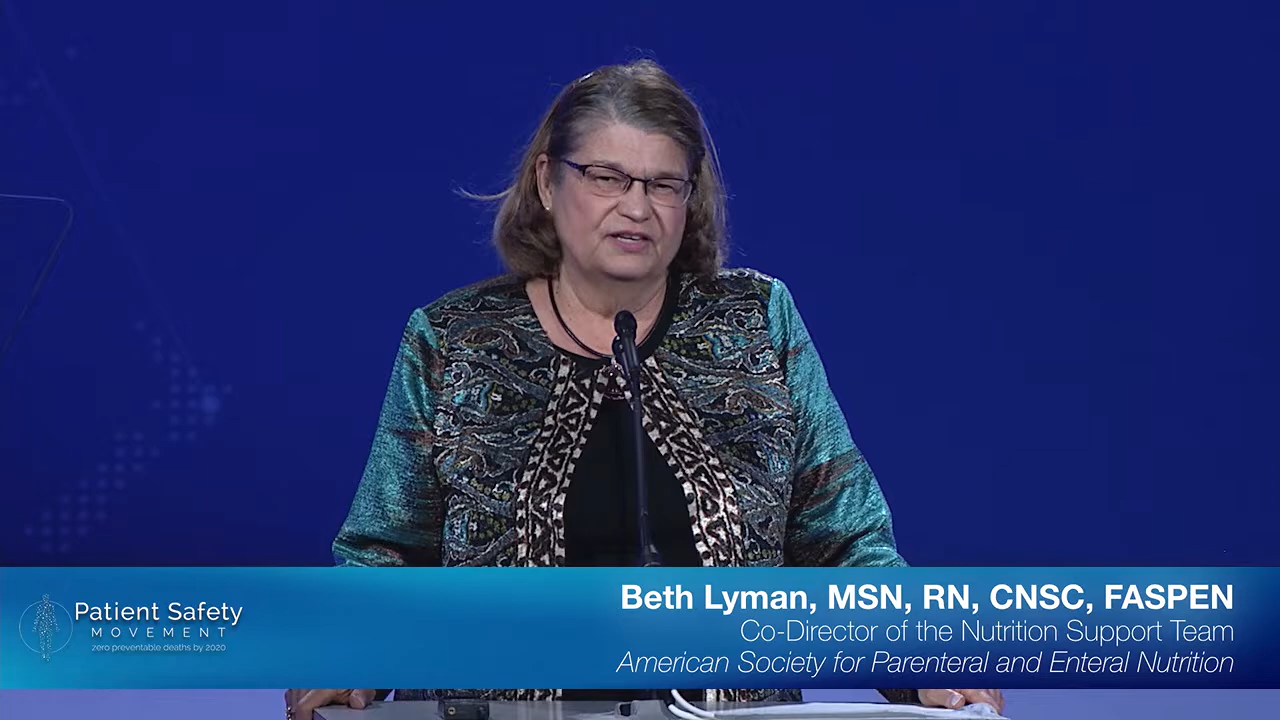 Patient Safety
MOVEMENT
zero preventable deaths by 2020
Beth Lyman, MSN, RN, CNSC, FASPEN
Co-Director of the Nutrition Support Team
American Society for Parenteral and Enteral Nutrition